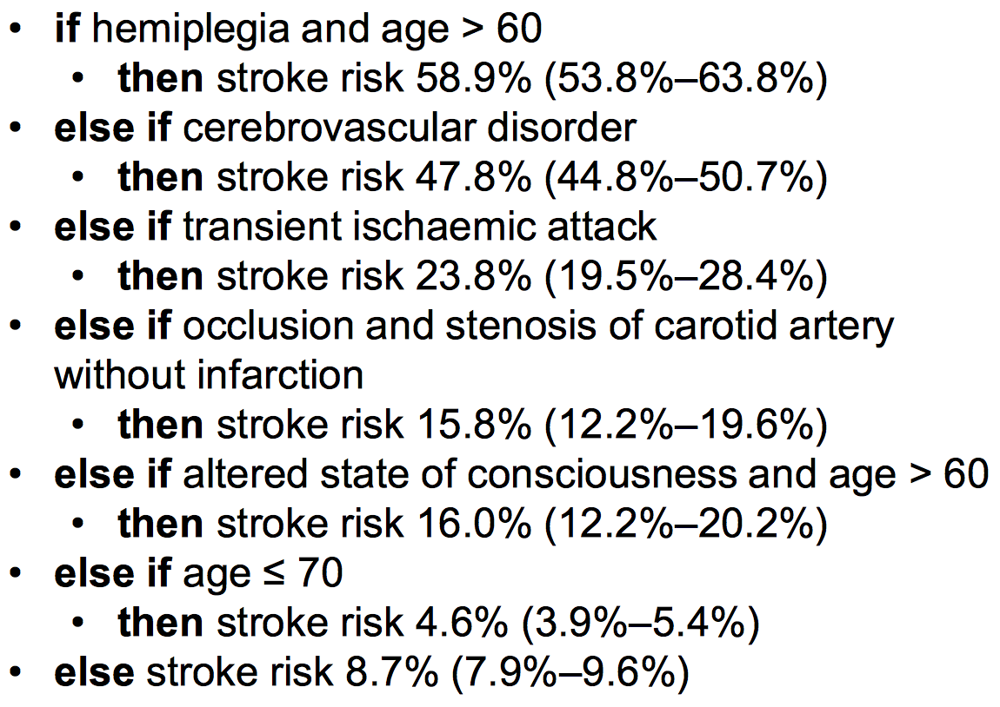 • if hemiplegia and age > 60
• then stroke risk 58.9% (53.8%–63.8%)
• else if cerebrovascular disorder
• then stroke risk 47.8% (44.8%–50.7%)
• else if transient ischaemic attack
• then stroke risk 23.8% (19.5%–28.4%)
• else if occlusion and stenosis of carotid artery
without infarction
• then stroke risk 15.8% (12.2%–19.6%)
• else if altered state of consciousness and age > 60
• then stroke risk 16.0% (12.2%–20.2%)
• else if age ≤ 70
• then stroke risk 4.6% (3.9%–5.4%)
• else stroke risk 8.7% (7.9%–9.6%)